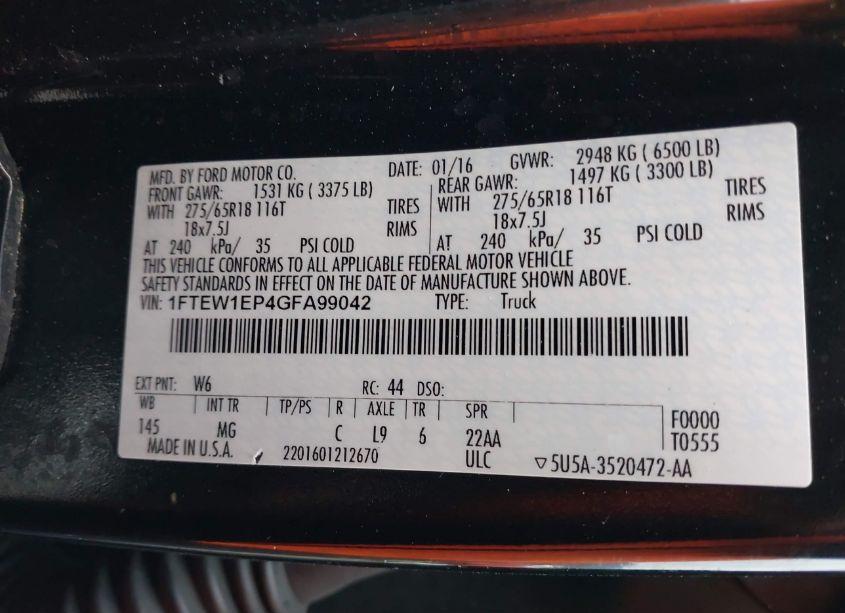 MFD. BY FORD MOTOR CO. DATE: 01/16 GVWR: 2948 KG ( 6500 LB)
FRONT GAWR: 1531 KG ( 3375 LB) REAR GAWR: 1497 KG ( 3300 LB)
WITH 275/65R18 116T TIRES WITH 275/65R18 116T TIRES
18x7.5J RIMS 18x7.5J RIMS
AT 240 kPa/ 35 PSI COLD AT 240 kPa/ 35 PSI COLD
THIS VEHICLE CONFORMS TO ALL APPLICABLE FEDERAL MOTOR VEHICLE
SAFETY STANDARDS IN EFFECT ON THE DATE OF MANUFACTURE SHOWN ABOVE.
VIN: 1FTEW1EP4GFA99042 TYPE: Truck
EXT PNT: W6 RC: 44 DSO:
WB INT TR TP/PS R AXLE TR SPR F0000
145 MG C L9 6 22AA T0555
MADE IN U.S.A. 2201601212670 ULC ▽5U5A-3520472-AA